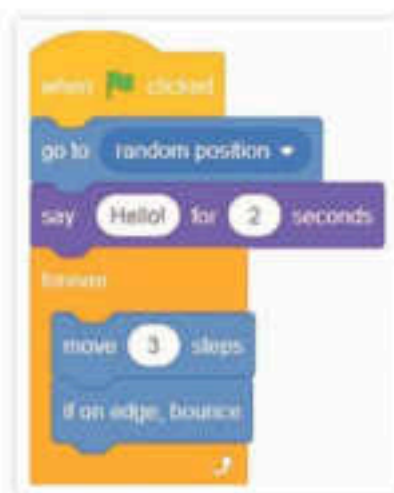 when clicked
go to random position
say Hello! for 2 seconds
forever
move 3 steps
if on edge, bounce